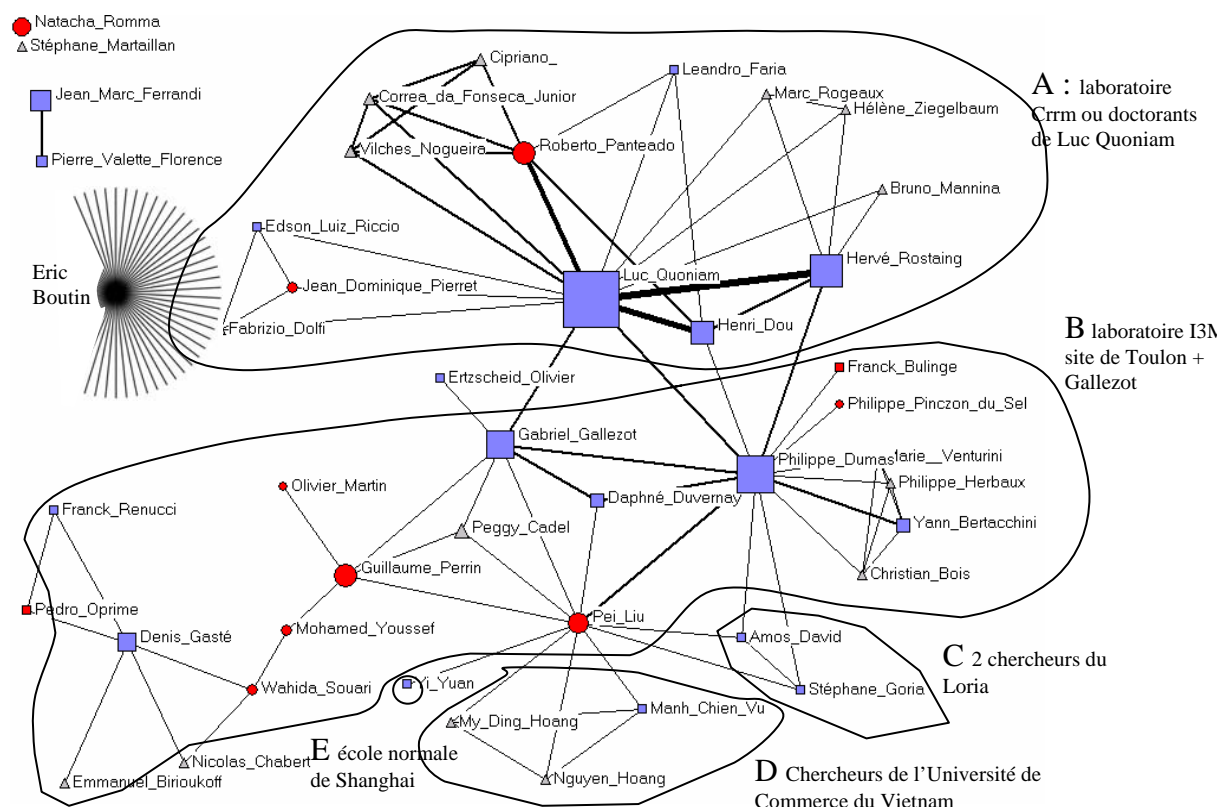 Natacha_Romma
Stéphane_Martaillan
Jean_Marc_Ferrandi
Pierre_Valette_Florence
Eric
Boutin
Cipriano_
Correa_da_Fonseca_Junior
Vilches_Nogueira
Roberto_Panteado
Leandro_Faria
Marc_Rogeaux
Hélène_Ziegelbaum
Bruno_Mannina
Edson_Luiz_Riccio
Jean_Dominique_Pierret
Fabrizio_Dolfi
Luc_Quoniam
Hervé_Rostaing
Henri_Dou
A : laboratoire
Crrm ou doctorants
de Luc Quoniam
B laboratoire I3M
site de Toulon +
Gallezot
Ertzscheid_Olivier
Franck_Bulinge
Philippe_Pinczon_du_Sel
Gabriel_Gallezot
Philippe_Dumas
Marie__Venturini
Philippe_Herbaux
Olivier_Martin
Daphné_Duvernay
Franck_Renucci
Peggy_Cadel
Yann_Bertacchini
Guillaume_Perrin
Christian_Bois
Pedro_Oprime
Denis_Gasté
Mohamed_Youssef
Pei_Liu
Amos_David
Wahida_Souari
Yi_Yuan
Stéphane_Goria
C 2 chercheurs du
Loria
My_Ding_Hoang
Manh_Chien_Vu
Emmanuel_Birioukoff
Nicolas_Chabert
Nguyen_Hoang
E école normale
de Shanghai
D Chercheurs de l'Université de
Commerce du Vietnam